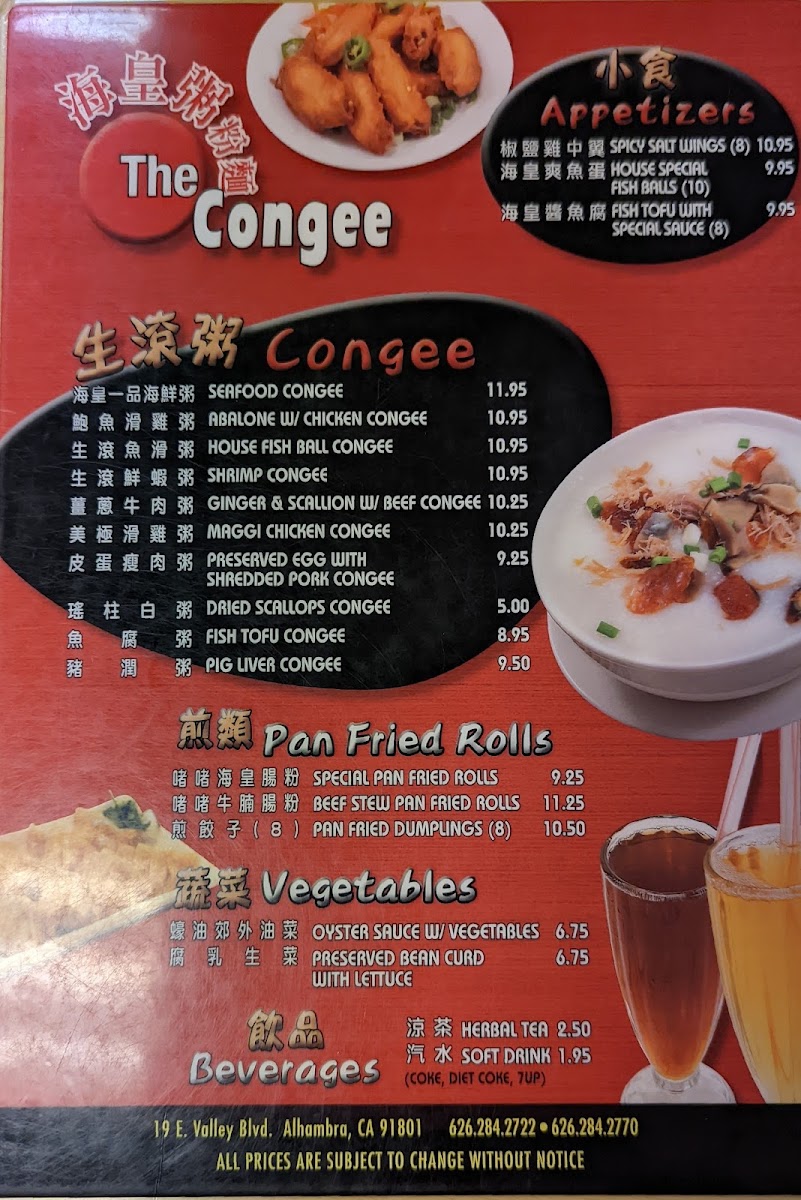 海皇粥粉麵
The
Congee
小食
Appetizers
椒鹽雞中翼 SPICY SALT WINGS (8) 10.95
海皇爽魚蛋 HOUSE SPECIAL 9.95
FISH BALLS (10)
海皇醬魚腐 FISH TOFU WITH 9.95
SPECIAL SAUCE (8)
生滾粥 Congee
海皇一品海鮮粥 SEAFOOD CONGEE 11.95
鮑魚滑雞粥 ABALONE W/ CHICKEN CONGEE 10.95
生滾魚滑粥 HOUSE FISH BALL CONGEE 10.95
生滾鮮蝦粥 SHRIMP CONGEE 10.95
薑蔥牛肉粥 GINGER & SCALLION W/ BEEF CONGEE 10.25
美極滑雞粥 MAGGI CHICKEN CONGEE 10.25
皮蛋瘦肉粥 PRESERVED EGG WITH 9.25
SHREDDED PORK CONGEE
瑤柱白粥 DRIED SCALLOPS CONGEE 5.00
魚腐粥 FISH TOFU CONGEE 8.95
豬潤粥 PIG LIVER CONGEE 9.50
煎類 Pan Fried Rolls
啫啫海皇腸粉 SPECIAL PAN FRIED ROLLS 9.25
啫啫牛腩腸粉 BEEF STEW PAN FRIED ROLLS 11.25
煎餃子(8) PAN FRIED DUMPLINGS (8) 10.50
蔬菜 Vegetables
蠔油郊外油菜 OYSTER SAUCE W/ VEGETABLES 6.75
腐乳生菜 PRESERVED BEAN CURD 6.75
WITH LETTUCE
飲品
Beverages
涼茶 HERBAL TEA 2.50
汽水 SOFT DRINK 1.95
(COKE, DIET COKE, 7UP)
19 E. Valley Blvd. Alhambra, CA 91801 626.284.2722 • 626.284.2770
ALL PRICES ARE SUBJECT TO CHANGE WITHOUT NOTICE